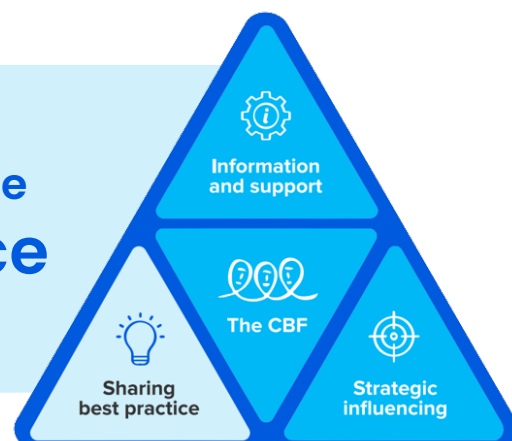 Information
and support
The CBF
Sharing
best practice
Strategic
influencing